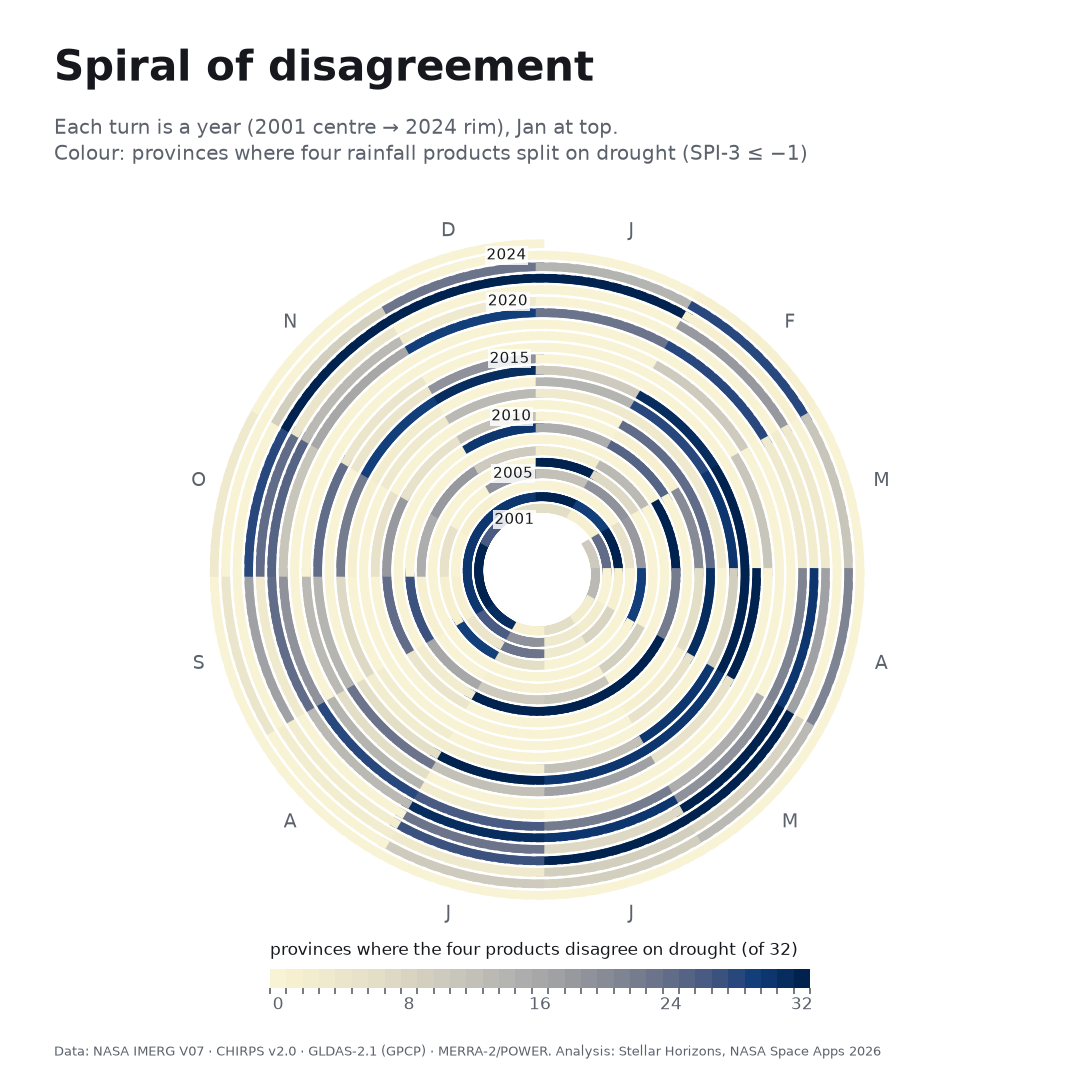 Spiral of disagreement
Each turn is a year (2001 centre → 2024 rim), Jan at top.
Colour: provinces where four rainfall products split on drought (SPI-3 ≤ −1)
D
J
2024
N
2020
F
2015
2010
O
2005
M
2001
S
A
A
M
J
J
provinces where the four products disagree on drought (of 32)
0 8 16 24 32
Data: NASA IMERG V07 · CHIRPS v2.0 · GLDAS-2.1 (GPCP) · MERRA-2/POWER. Analysis: Stellar Horizons, NASA Space Apps 2026